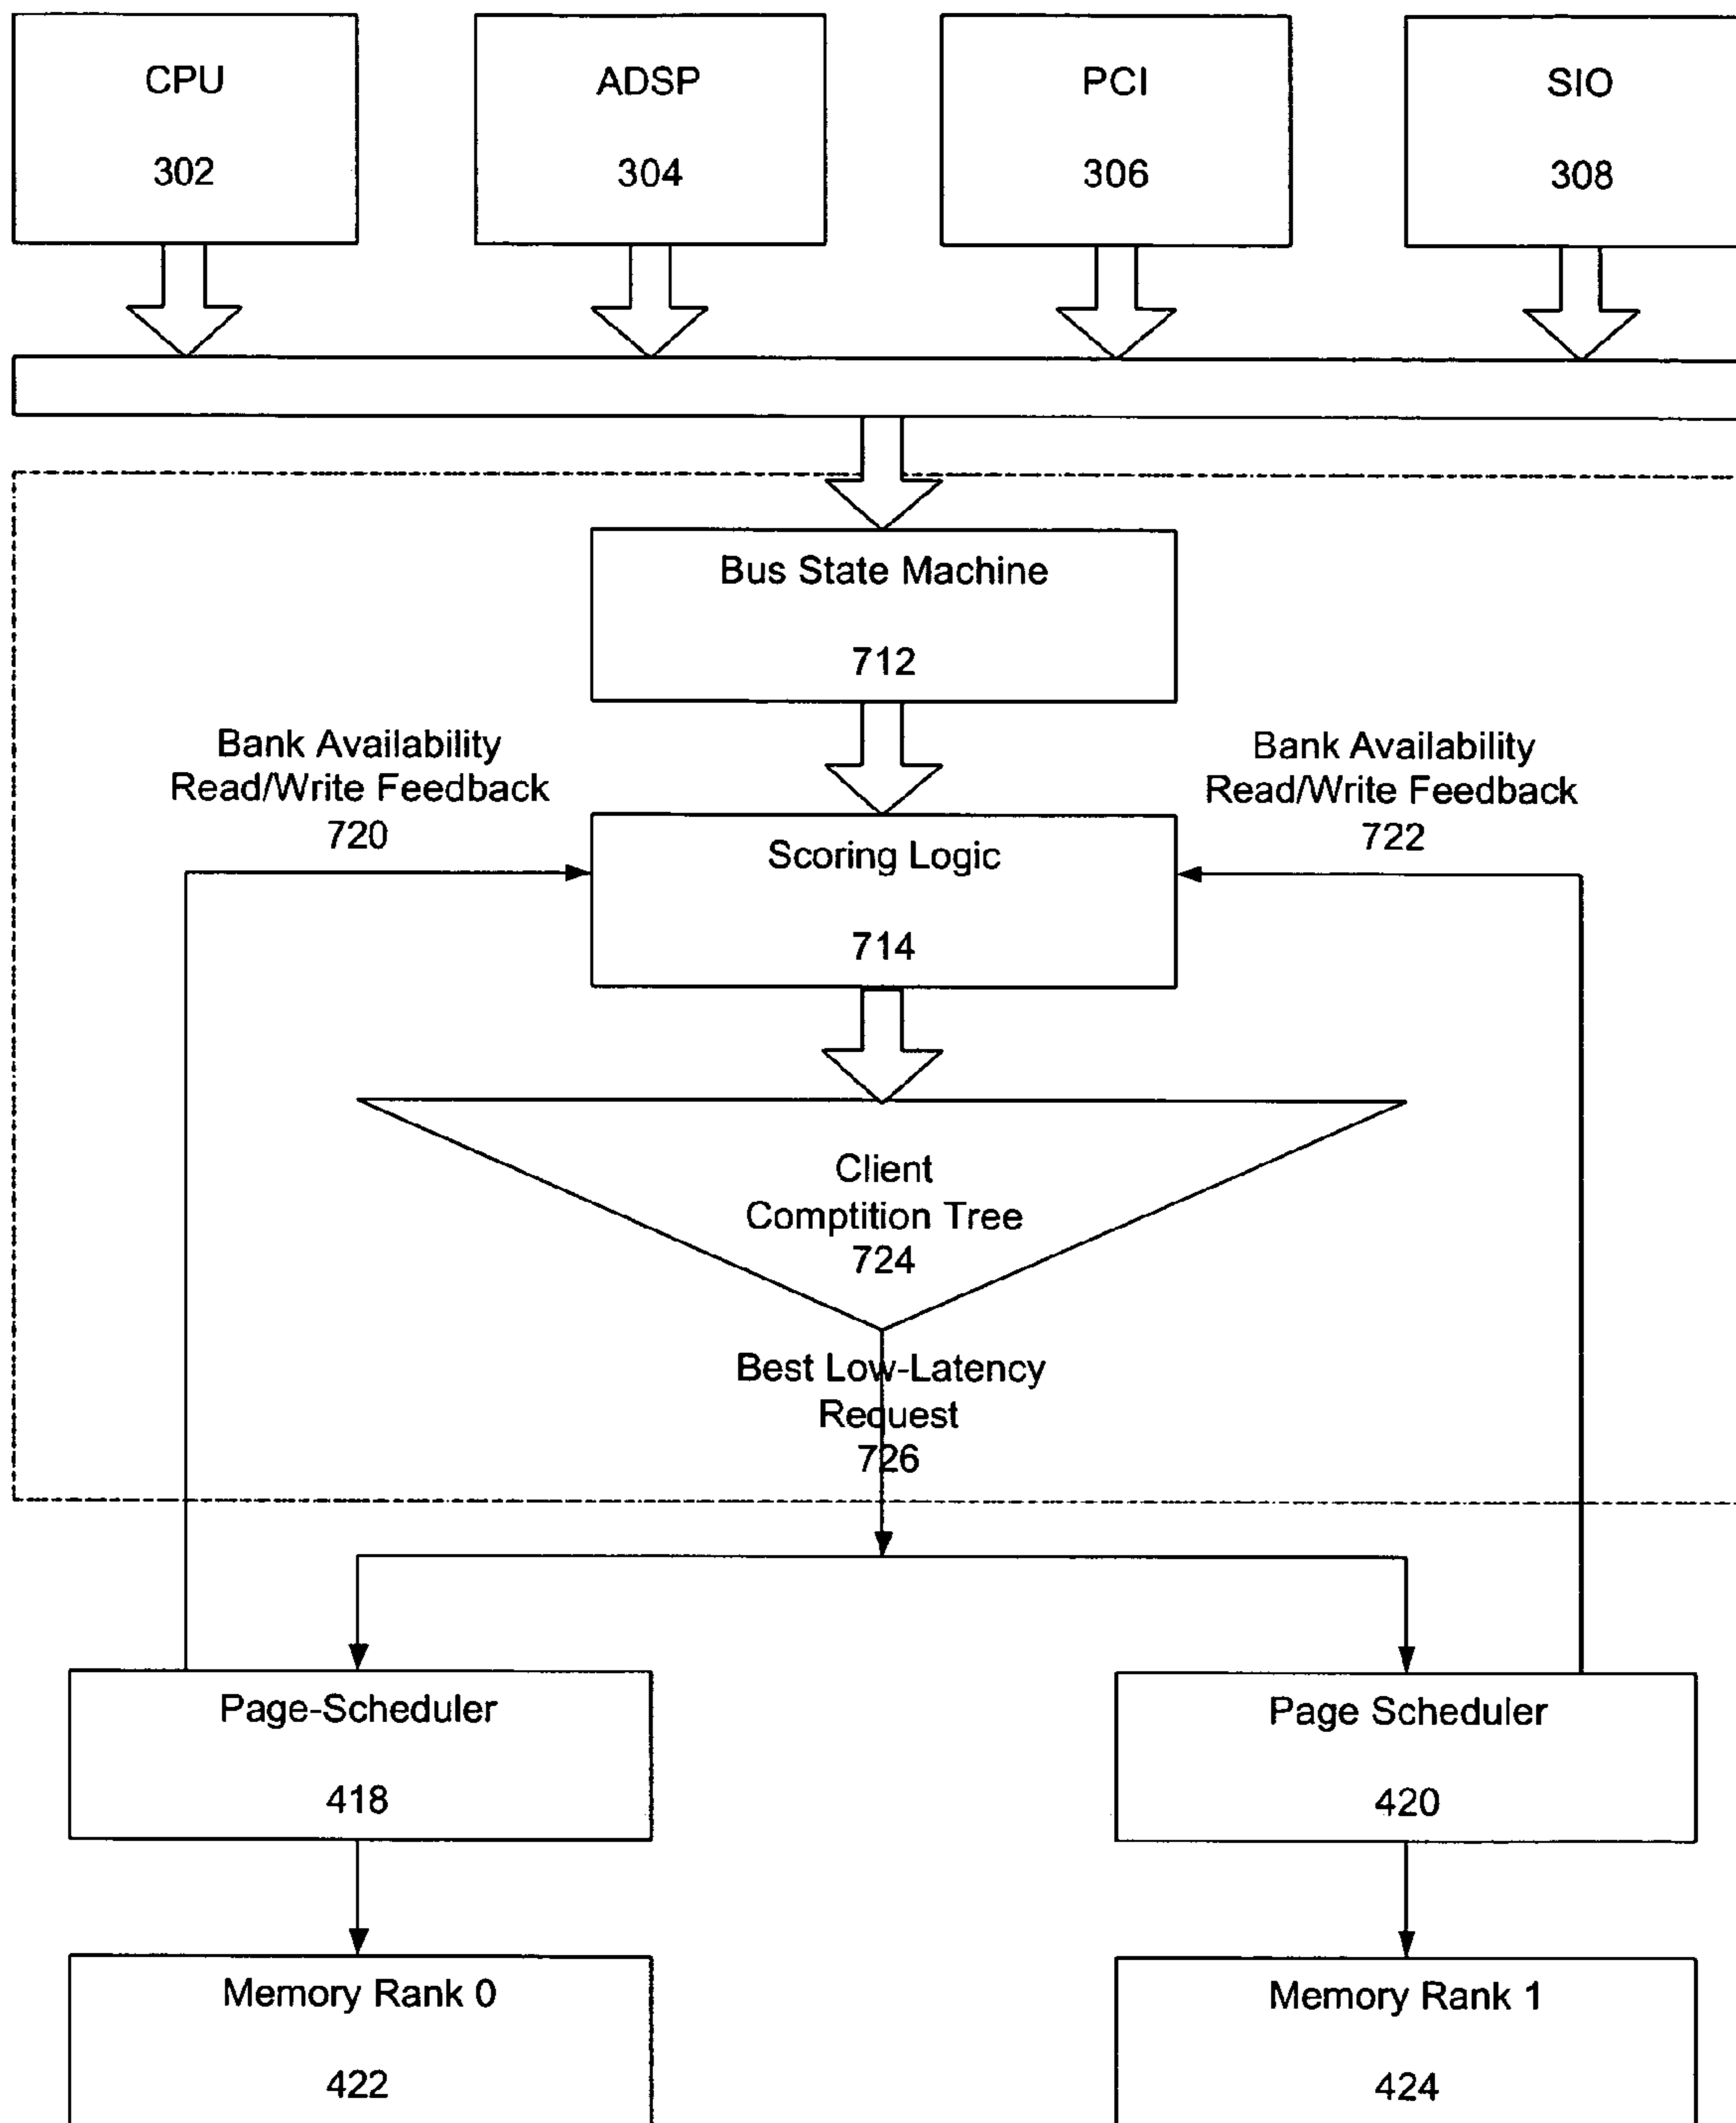 CPU
302
ADSP
304
PCI
306
SIO
308
Bus State Machine
712
Bank Availability
Read/Write Feedback
720
Bank Availability
Read/Write Feedback
722
Scoring Logic
714
Client
Comptition Tree
724
Best Low-Latency
Request
726
Page-Scheduler
418
Page Scheduler
420
Memory Rank 0
422
Memory Rank 1
424